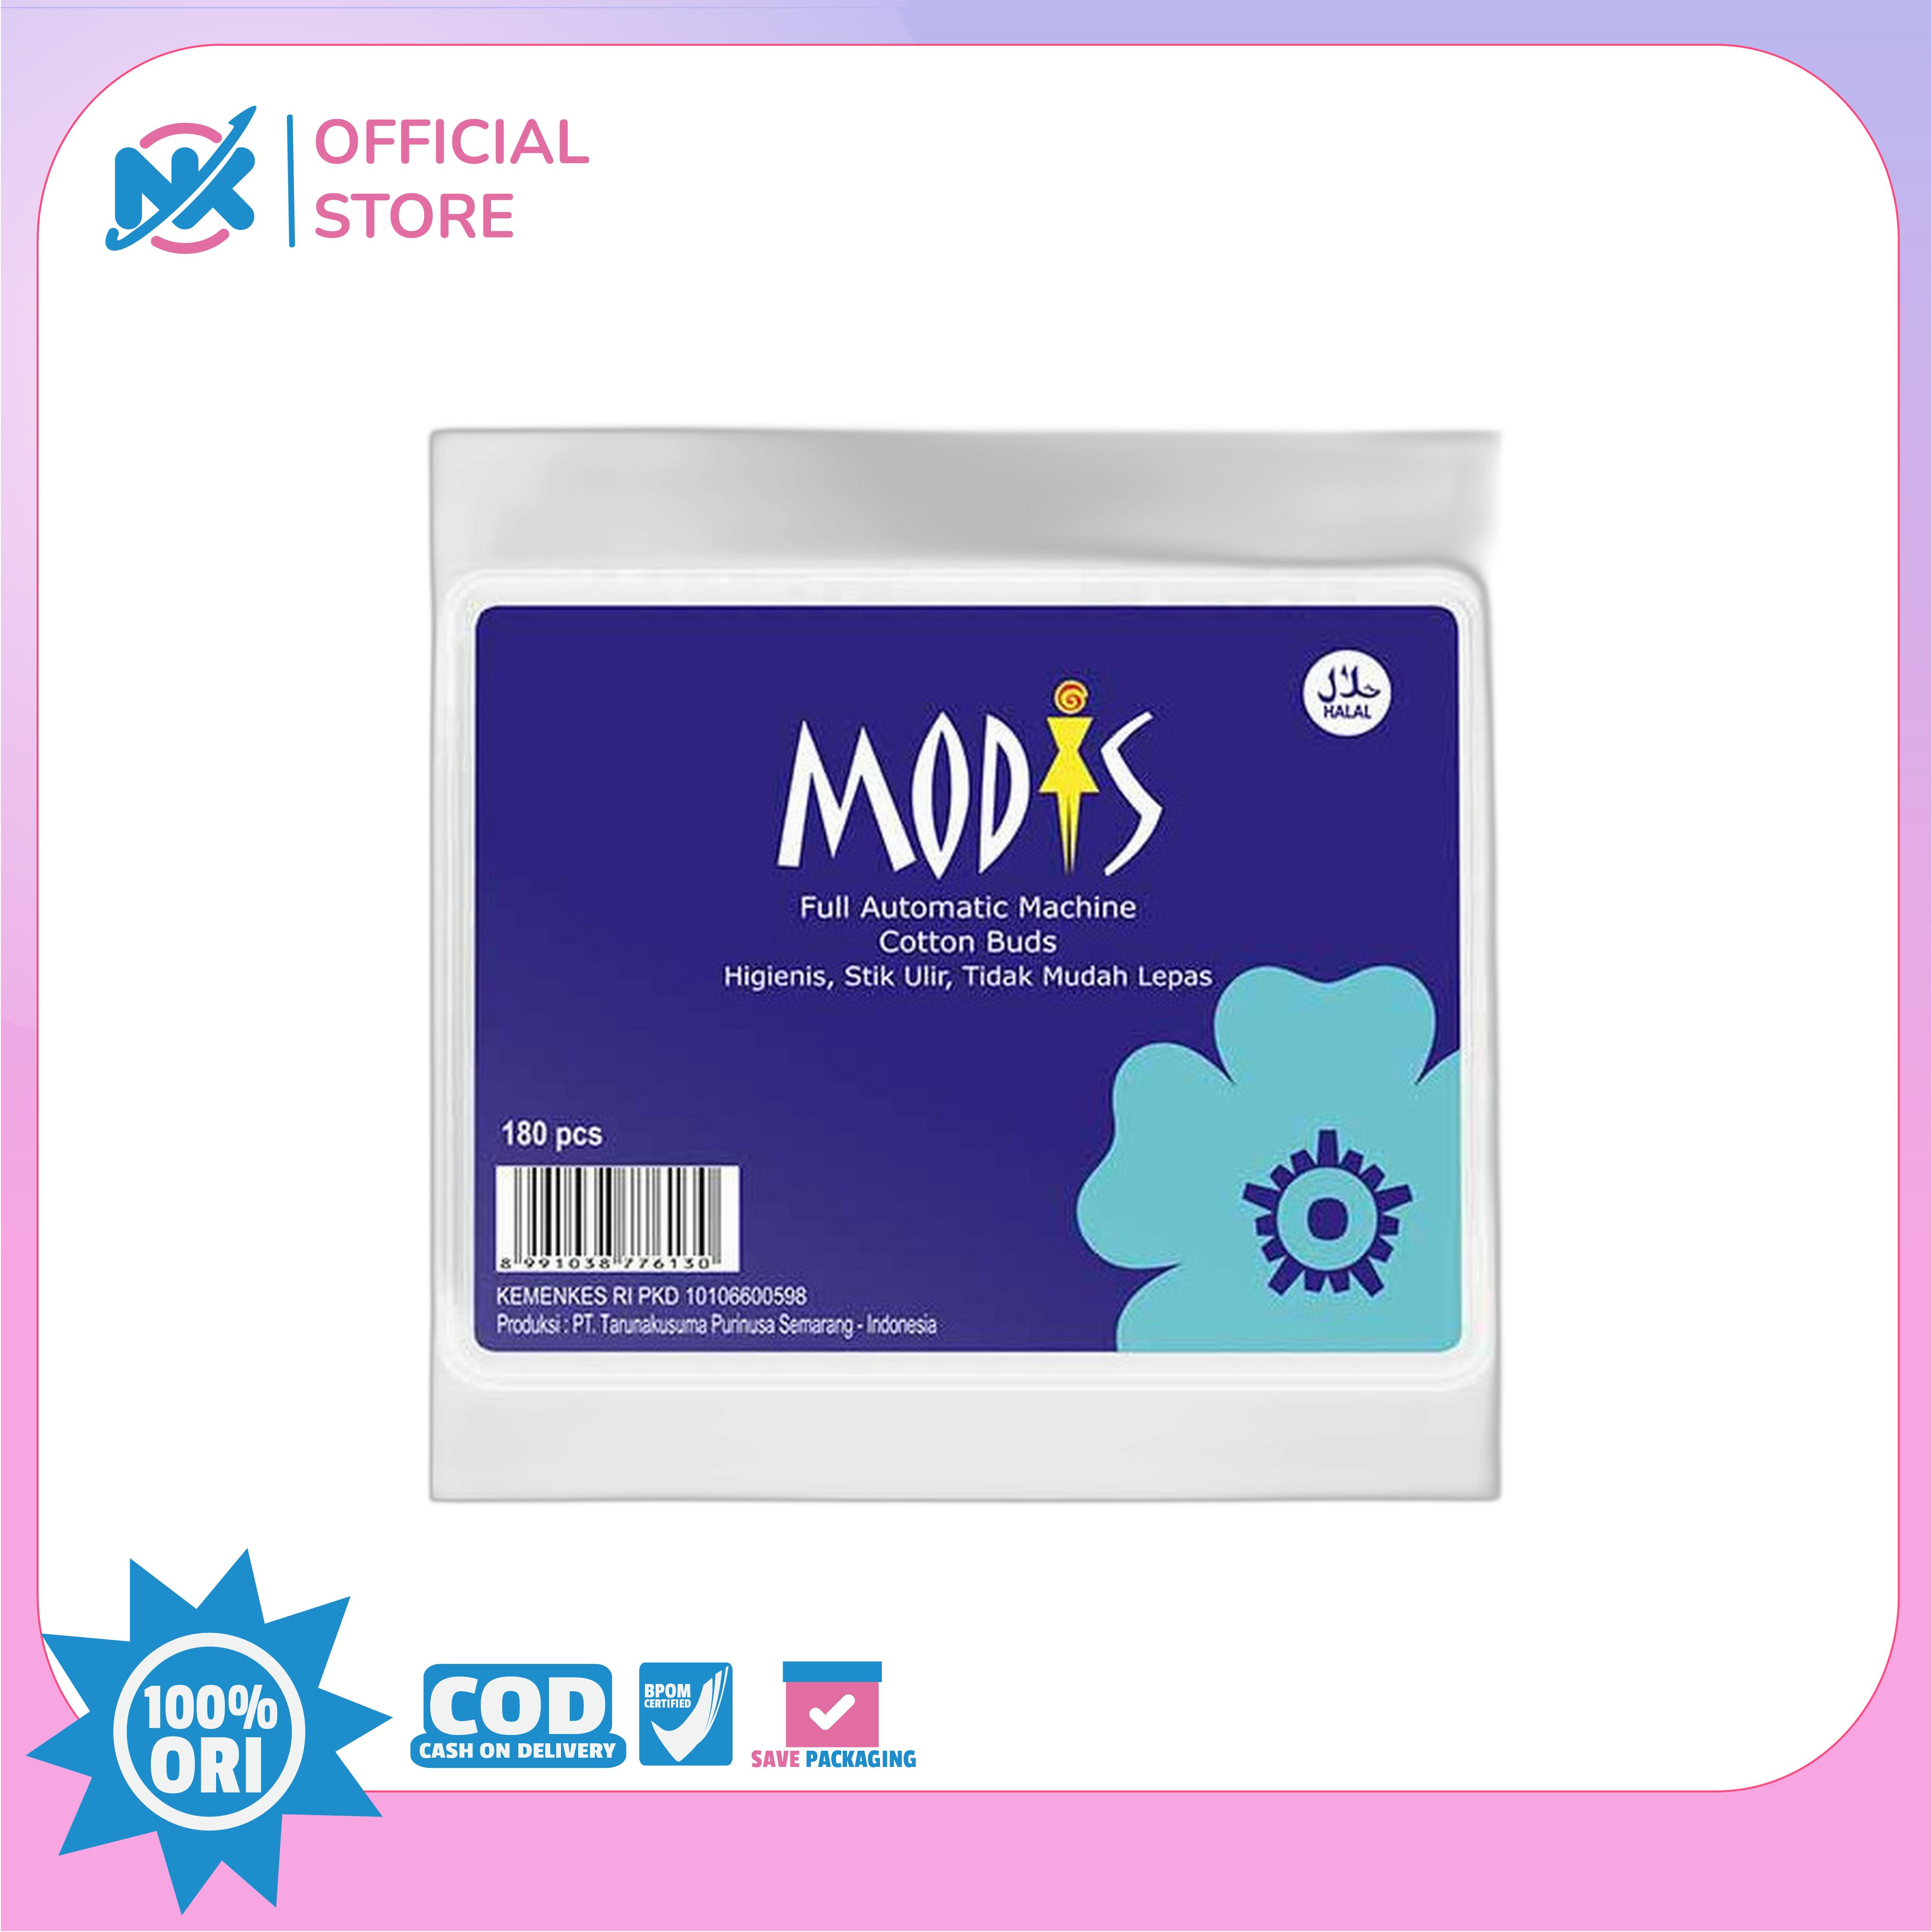 NK
OFFICIAL
STORE
حلال
HALAL
MODIS
Full Automatic Machine
Cotton Buds
Higienis, Stik Ulir, Tidak Mudah Lepas
180 pcs
8 991038 776130
KEMENKES RI PKD 10106600598
Produksi : PT. Tarunakusuma Purinusa Semarang - Indonesia
100%
ORI
COD
CASH ON DELIVERY
BPOM
CERTIFIED
SAVE PACKAGING